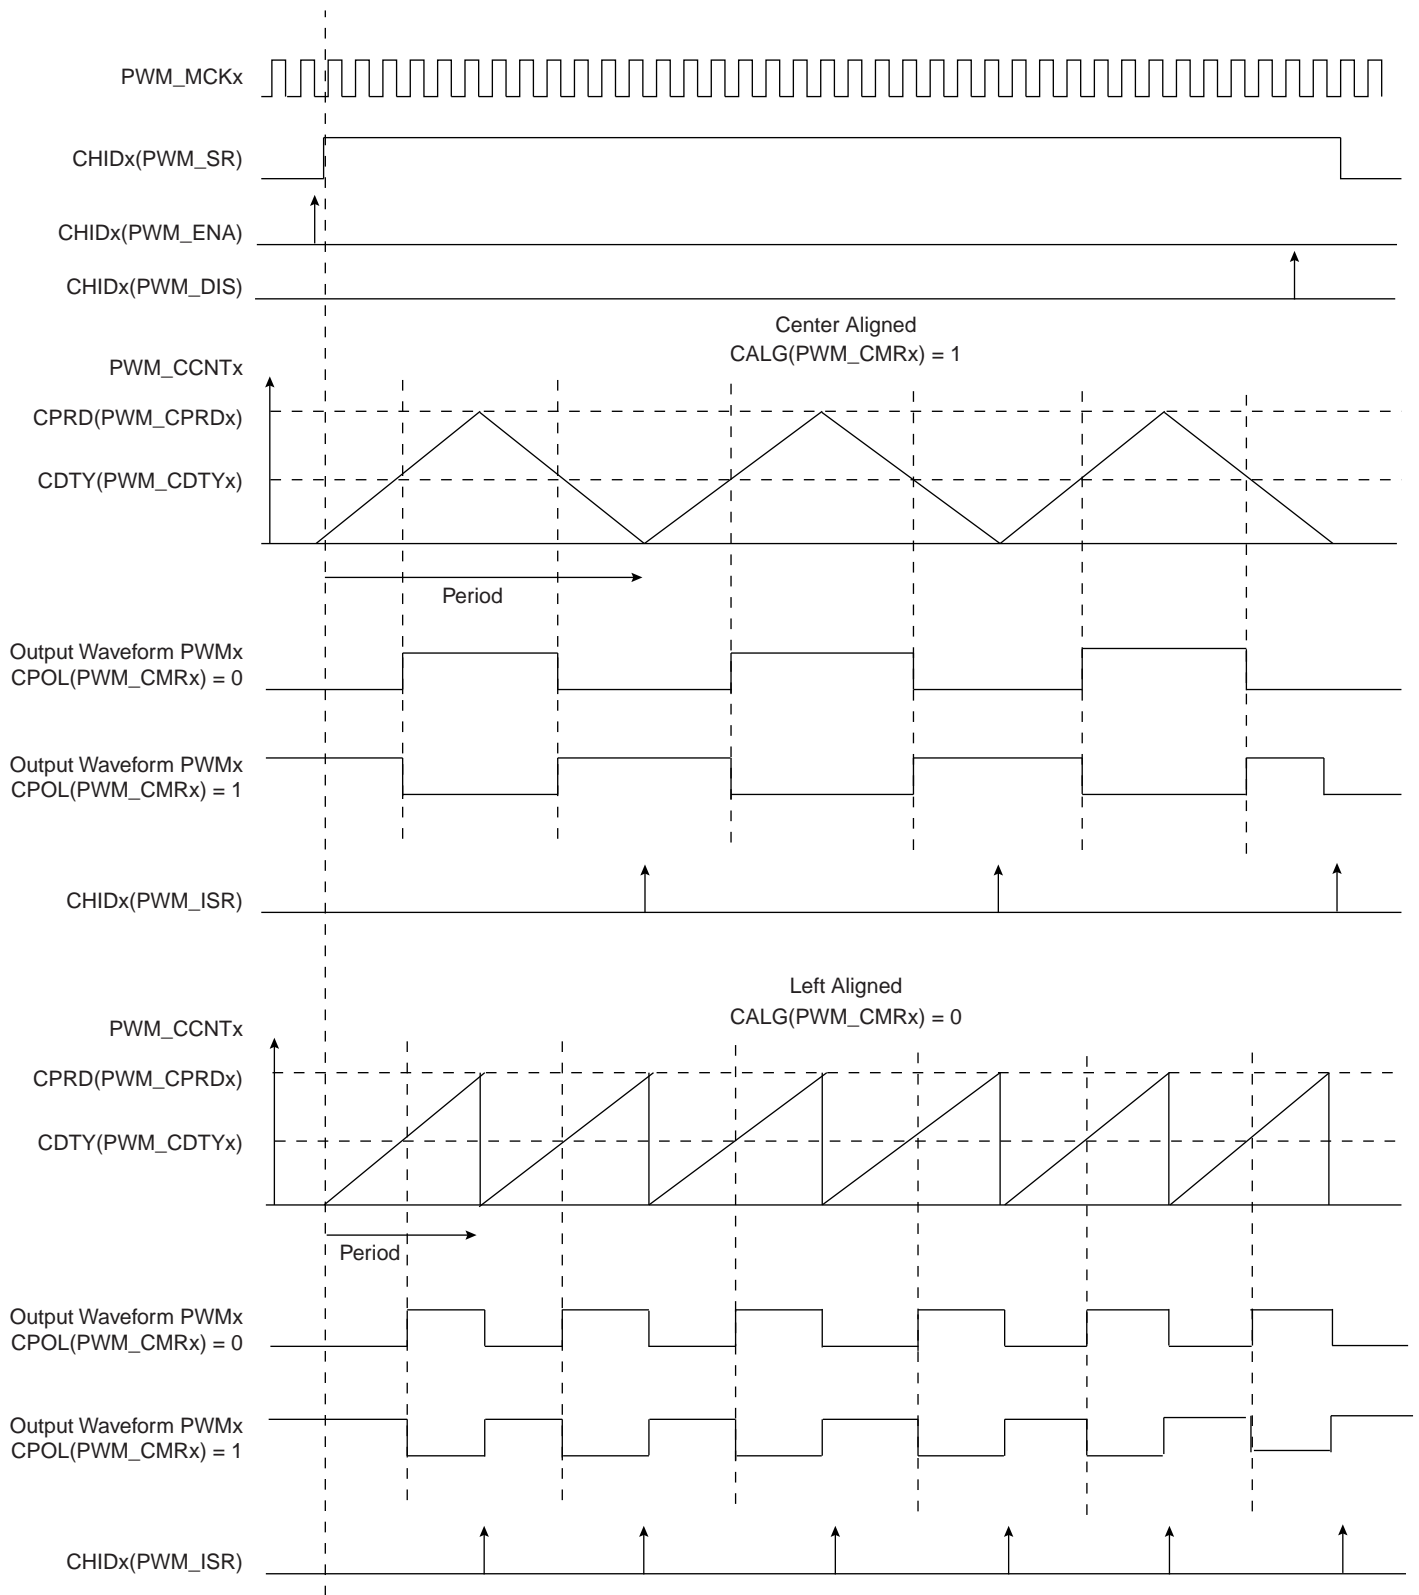 PWM_MCKx
CHIDx(PWM_SR)
CHIDx(PWM_ENA)
CHIDx(PWM_DIS)
Center Aligned
CALG(PWM_CMRx) = 1
PWM_CCNTx
CPRD(PWM_CPRDx)
CDTY(PWM_CDTYx)
Period
Output Waveform PWMx
CPOL(PWM_CMRx) = 0
Output Waveform PWMx
CPOL(PWM_CMRx) = 1
CHIDx(PWM_ISR)
Left Aligned
CALG(PWM_CMRx) = 0
PWM_CCNTx
CPRD(PWM_CPRDx)
CDTY(PWM_CDTYx)
Period
Output Waveform PWMx
CPOL(PWM_CMRx) = 0
Output Waveform PWMx
CPOL(PWM_CMRx) = 1
CHIDx(PWM_ISR)